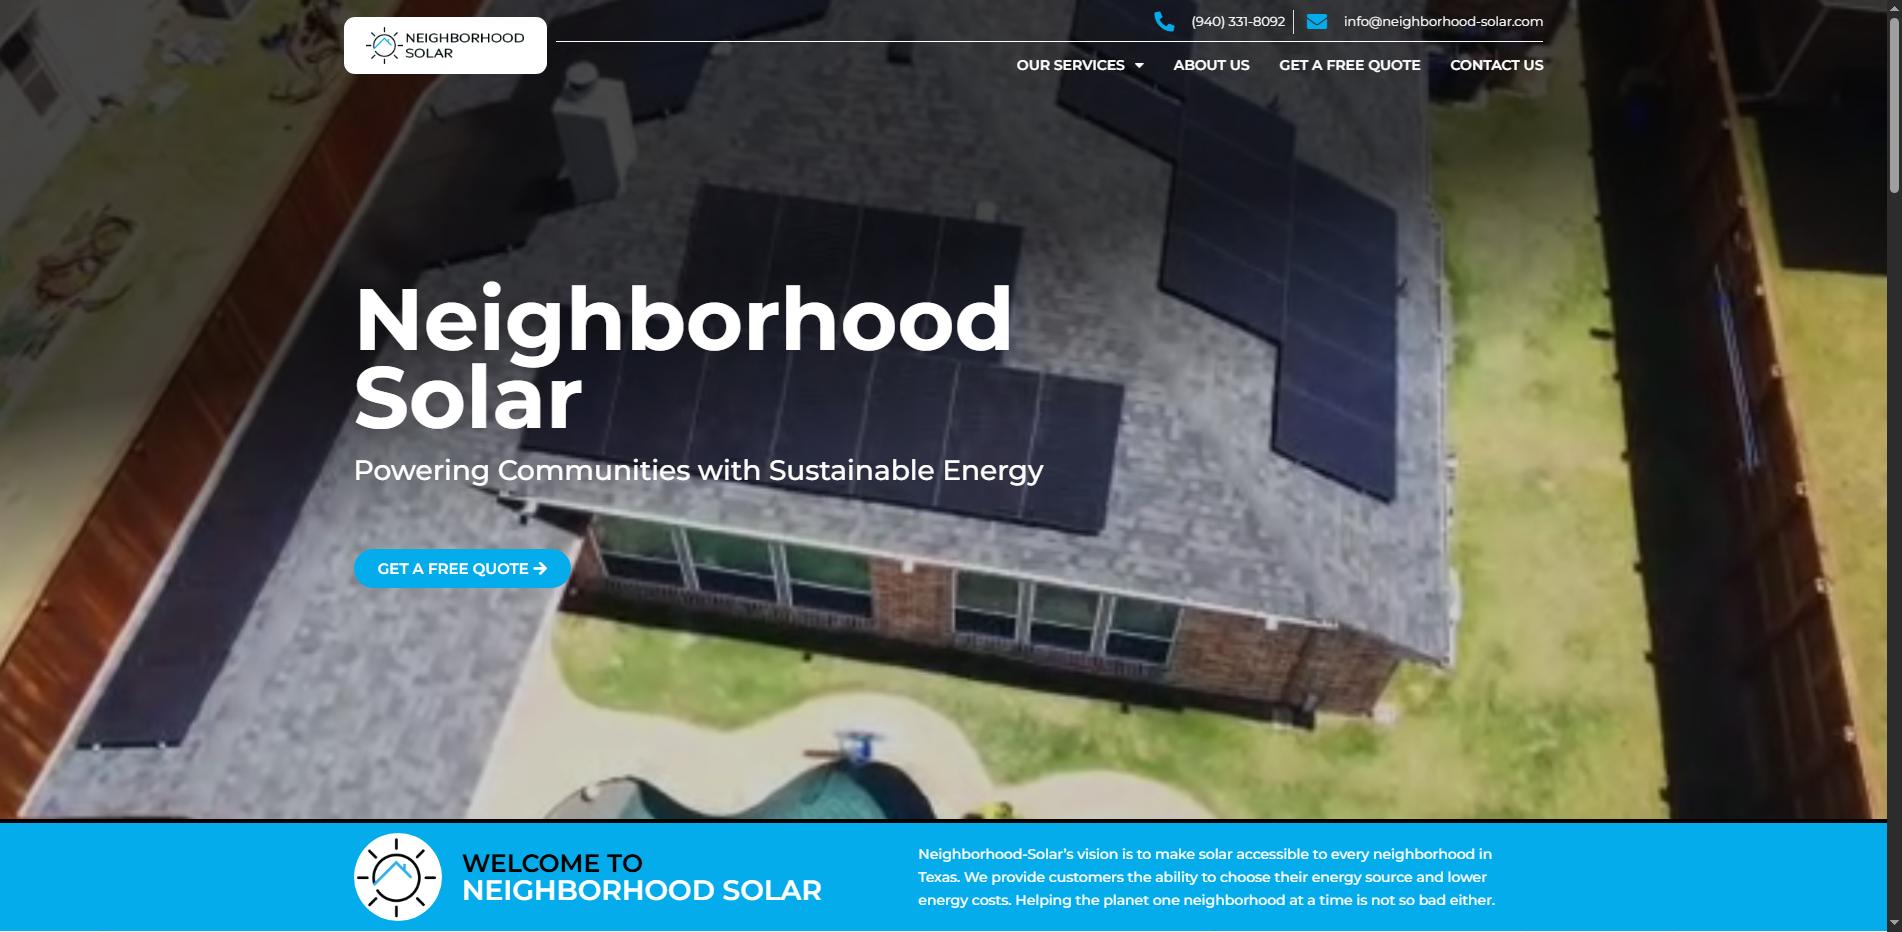 NEIGHBORHOOD
SOLAR
(940) 331-8092
info@neighborhood-solar.com
OUR SERVICES
ABOUT US
GET A FREE QUOTE
CONTACT US
Neighborhood
Solar
Powering Communities with Sustainable Energy
GET A FREE QUOTE
WELCOME TO
NEIGHBORHOOD SOLAR
Neighborhood-Solar’s vision is to make solar accessible to every neighborhood in
Texas. We provide customers the ability to choose their energy source and lower
energy costs. Helping the planet one neighborhood at a time is not so bad either.